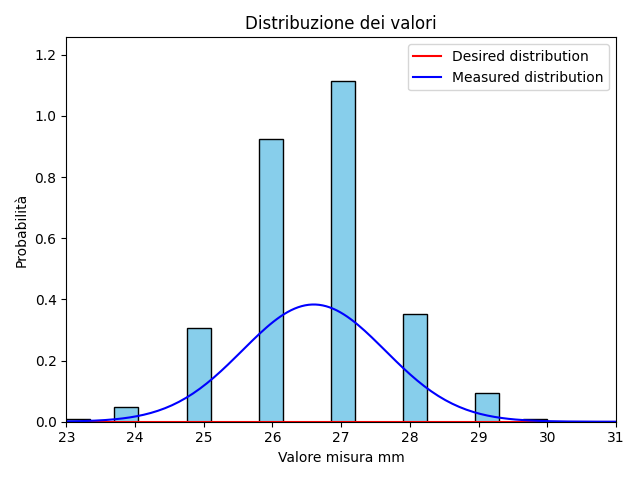 Distribuzione dei valori
Desired distribution
Measured distribution
Probabilità
1.2
1.0
0.8
0.6
0.4
0.2
0.0
23 24 25 26 27 28 29 30 31
Valore misura mm